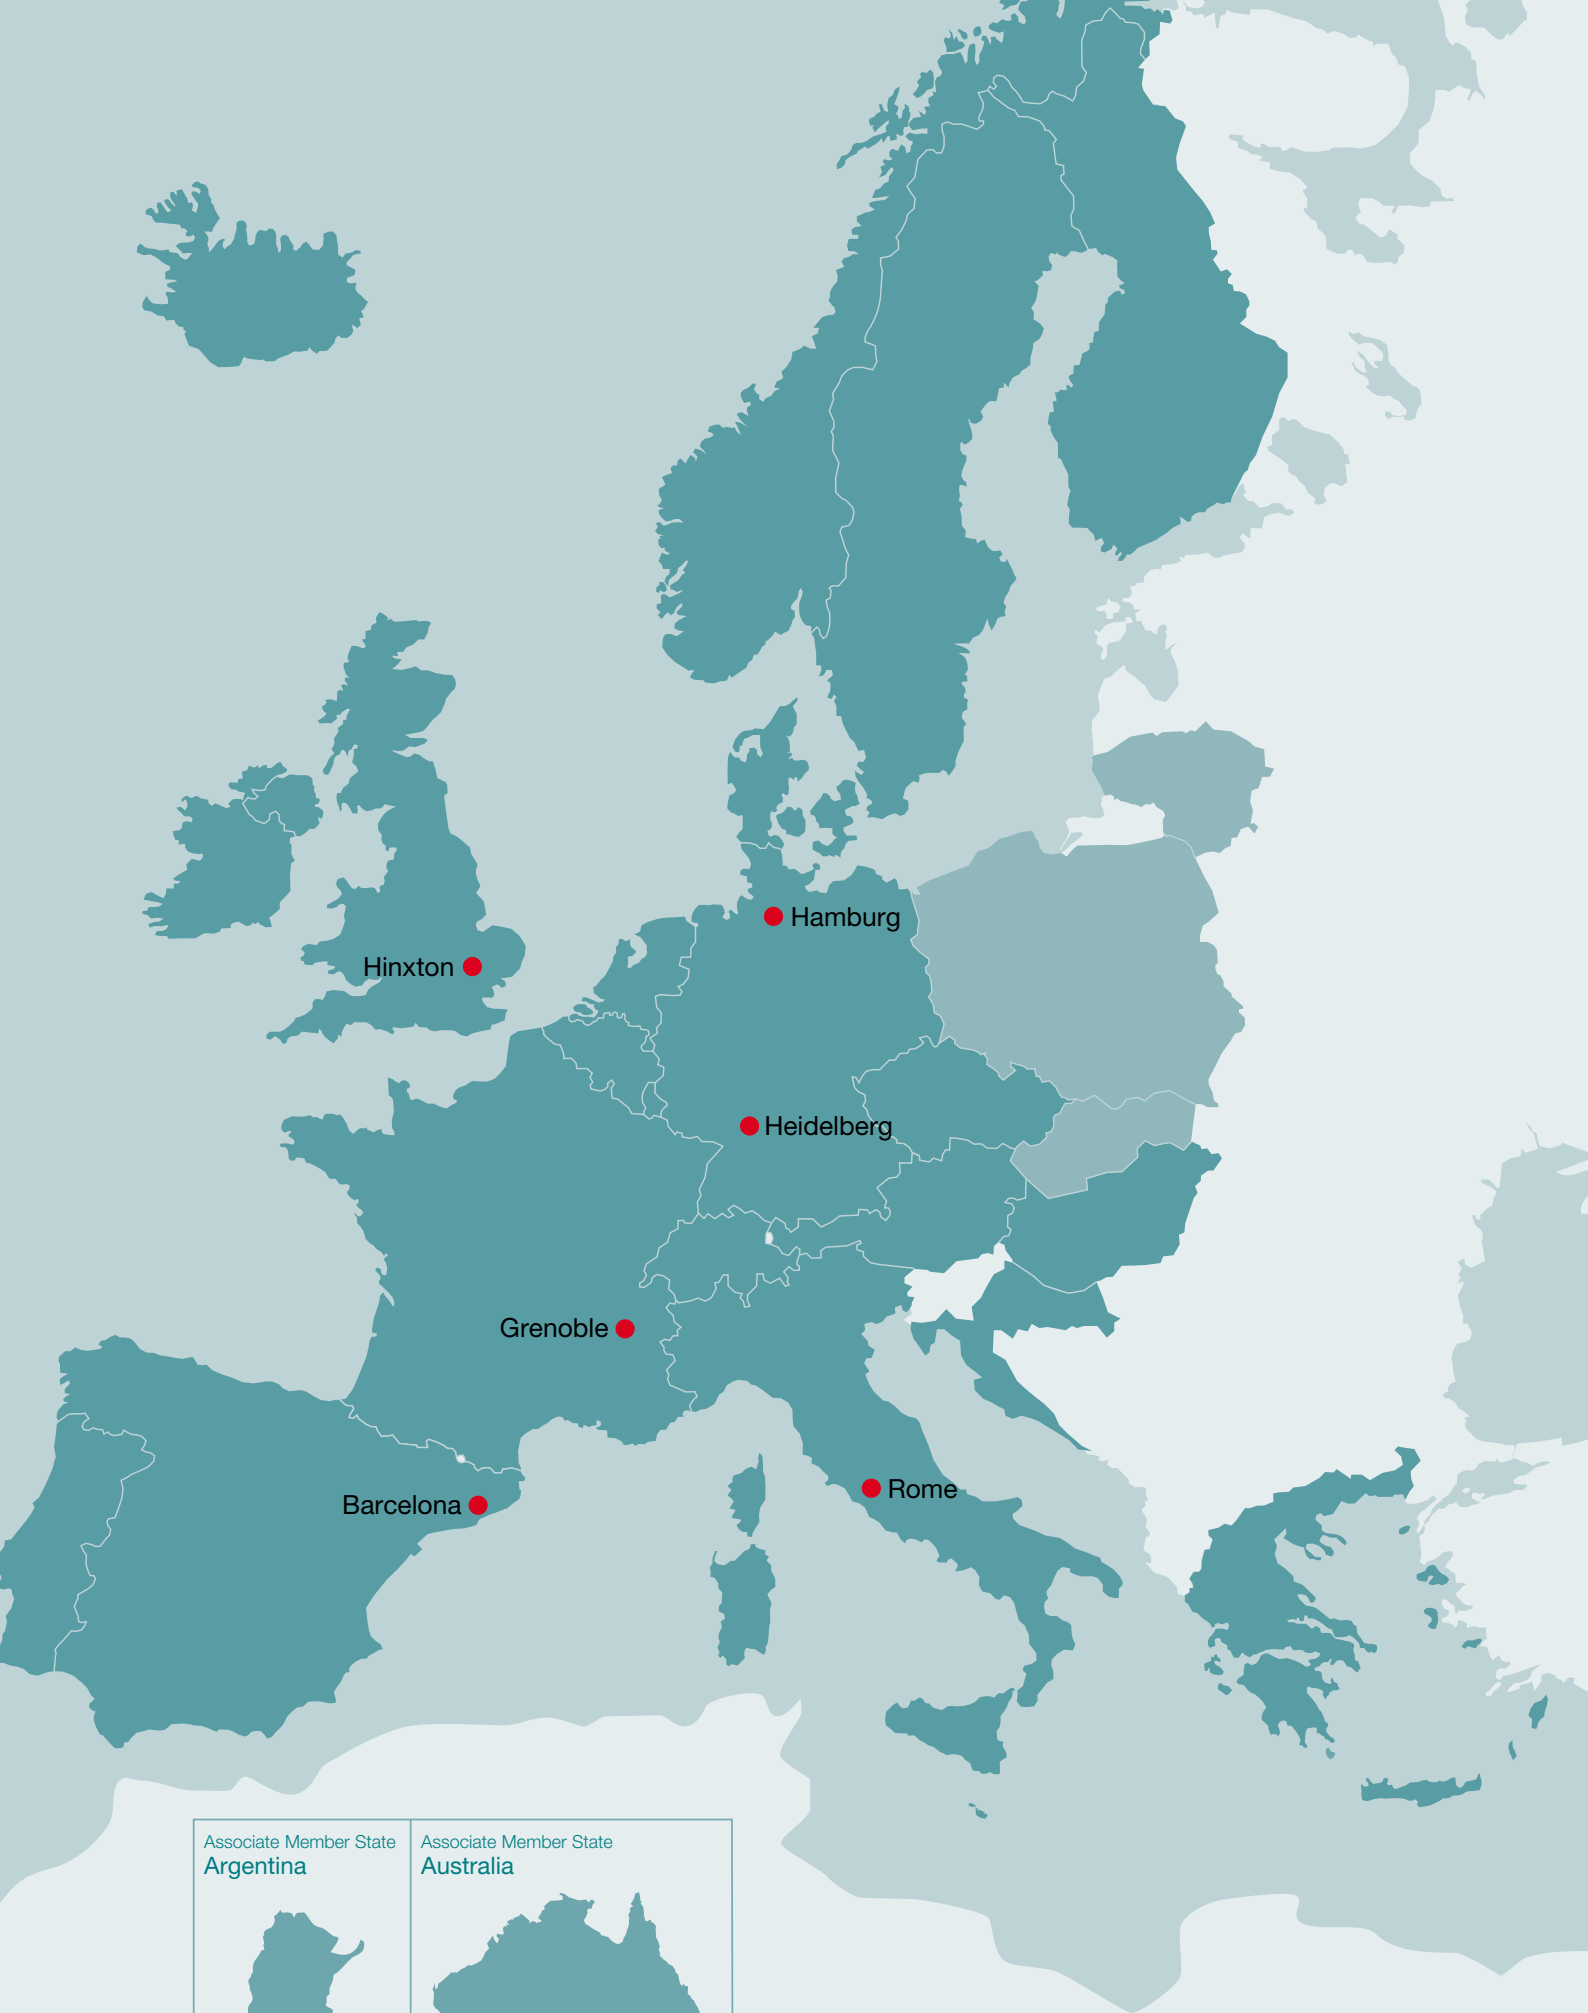 Hamburg
Hinxton
Heidelberg
Grenoble
Rome
Barcelona
Associate Member State
Argentina
Associate Member State
Australia